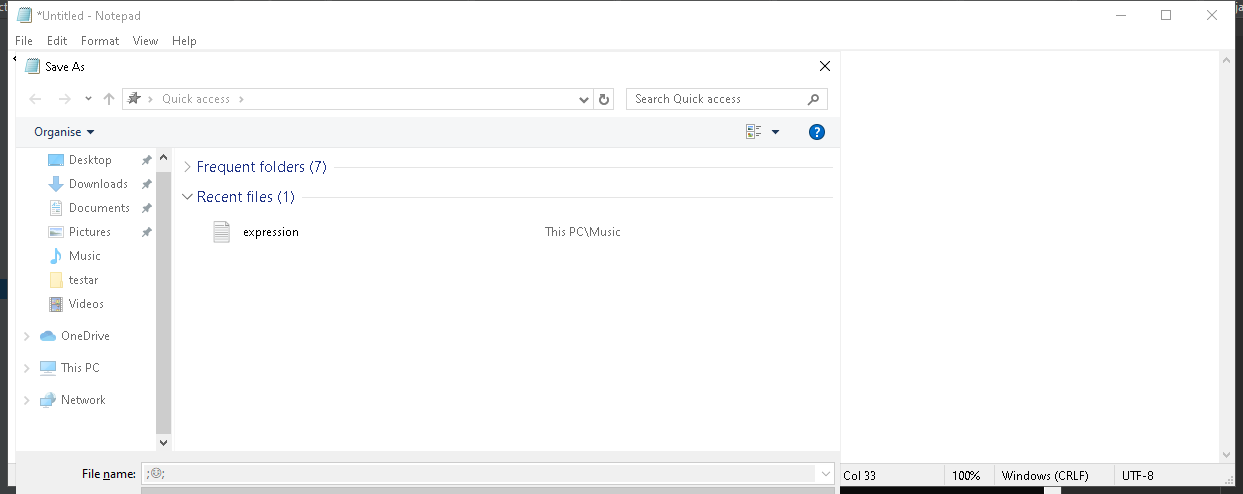 *Untitled - Notepad
File Edit Format View Help
Save As
Quick access
Search Quick access
Organise
Desktop
Downloads
Documents
Pictures
Music
testar
Videos
OneDrive
This PC
Network
Frequent folders (7)
Recent files (1)
expression This PC\Music
File name: ;☺;
Col 33 100% Windows (CRLF) UTF-8